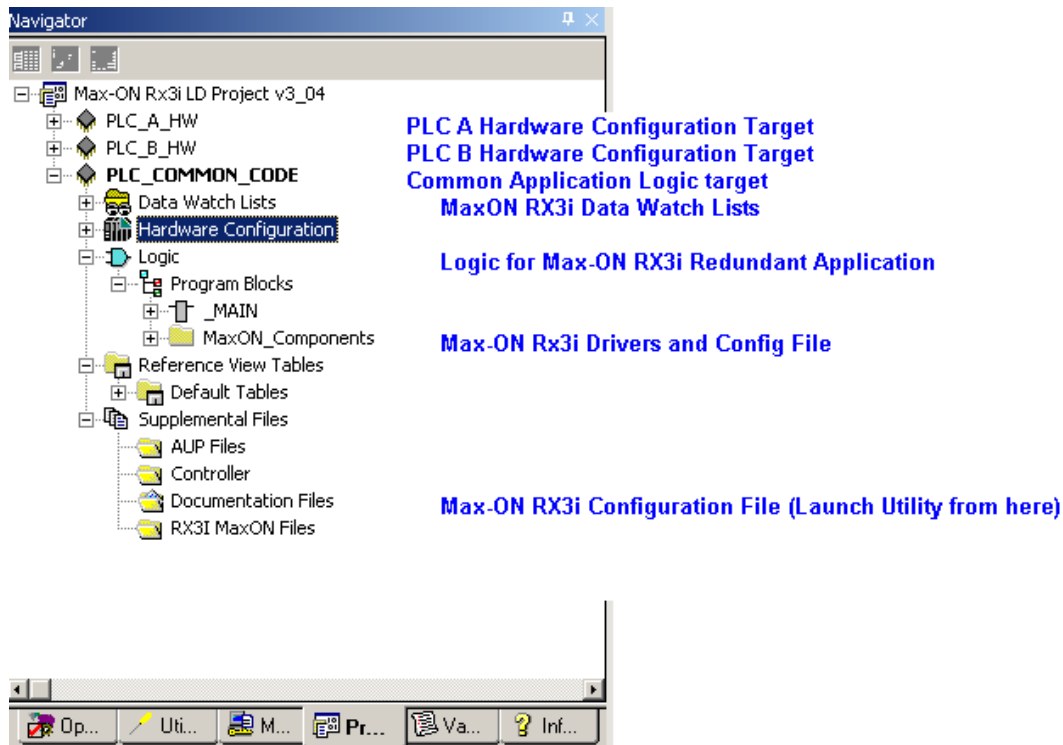 Navigator
Max-ON Rx3i LD Project v3_04
PLC_A_HW PLC A Hardware Configuration Target
PLC_B_HW PLC B Hardware Configuration Target
PLC_COMMON_CODE Common Application Logic target
Data Watch Lists MaxON RX3i Data Watch Lists
Hardware Configuration
Logic Logic for Max-ON RX3i Redundant Application
Program Blocks
_MAIN
MaxON_Components Max-ON Rx3i Drivers and Config File
Reference View Tables
Default Tables
Supplemental Files
AUP Files
Controller
Documentation Files Max-ON RX3i Configuration File (Launch Utility from here)
RX3I MaxON Files
Op... Uti... M... Pr... Va... Inf...